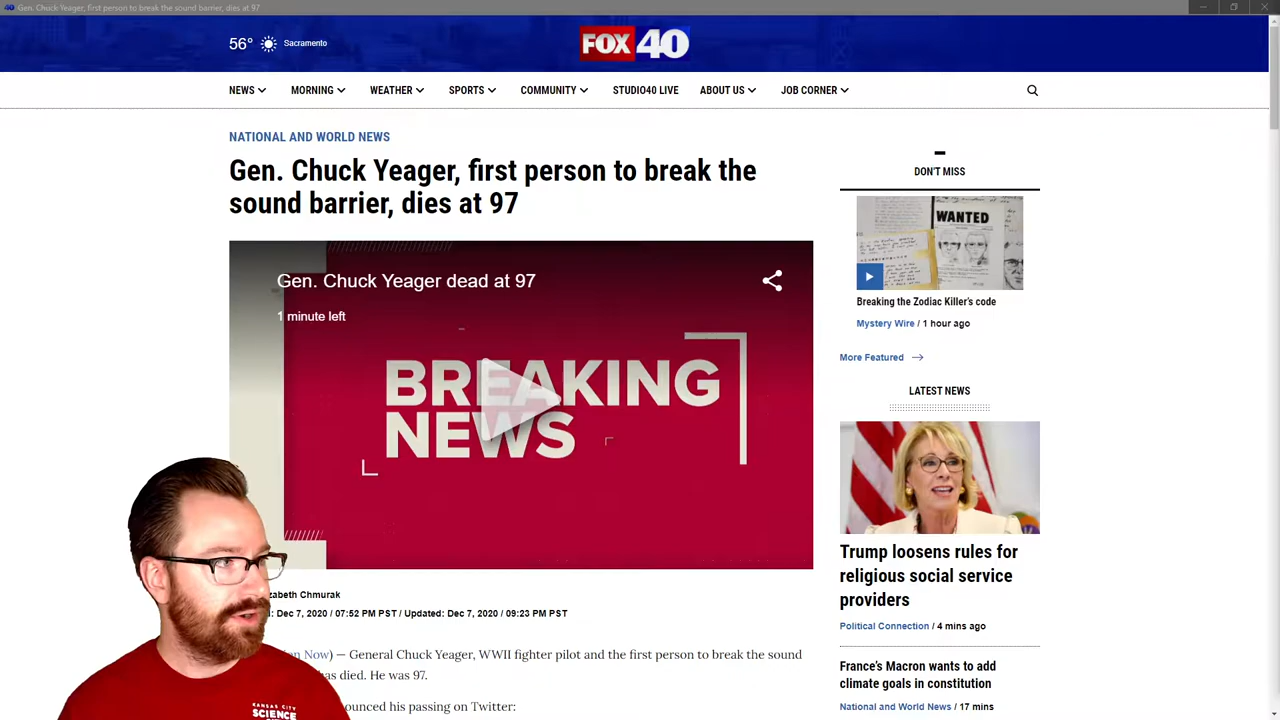 40 Gen. Chuck Yeager, first person to break the sound barrier, dies at 97
56° Sacramento
FOX 40
NEWS MORNING WEATHER SPORTS COMMUNITY STUDIO40 LIVE ABOUT US JOB CORNER
NATIONAL AND WORLD NEWS
Gen. Chuck Yeager, first person to break the
sound barrier, dies at 97
Gen. Chuck Yeager dead at 97
1 minute left
BREAKING
NEWS
Elizabeth Chmurak
Dec 7, 2020 / 07:52 PM PST / Updated: Dec 7, 2020 / 09:23 PM PST
Now) — General Chuck Yeager, WWII fighter pilot and the first person to break the sound
has died. He was 97.
announced his passing on Twitter:
KANSAS CITY
SCIENCE
DON'T MISS
WANTED
Breaking the Zodiac Killer's code
Mystery Wire / 1 hour ago
More Featured
LATEST NEWS
Trump loosens rules for
religious social service
providers
Political Connection / 4 mins ago
France's Macron wants to add
climate goals in constitution
National and World News / 17 mins